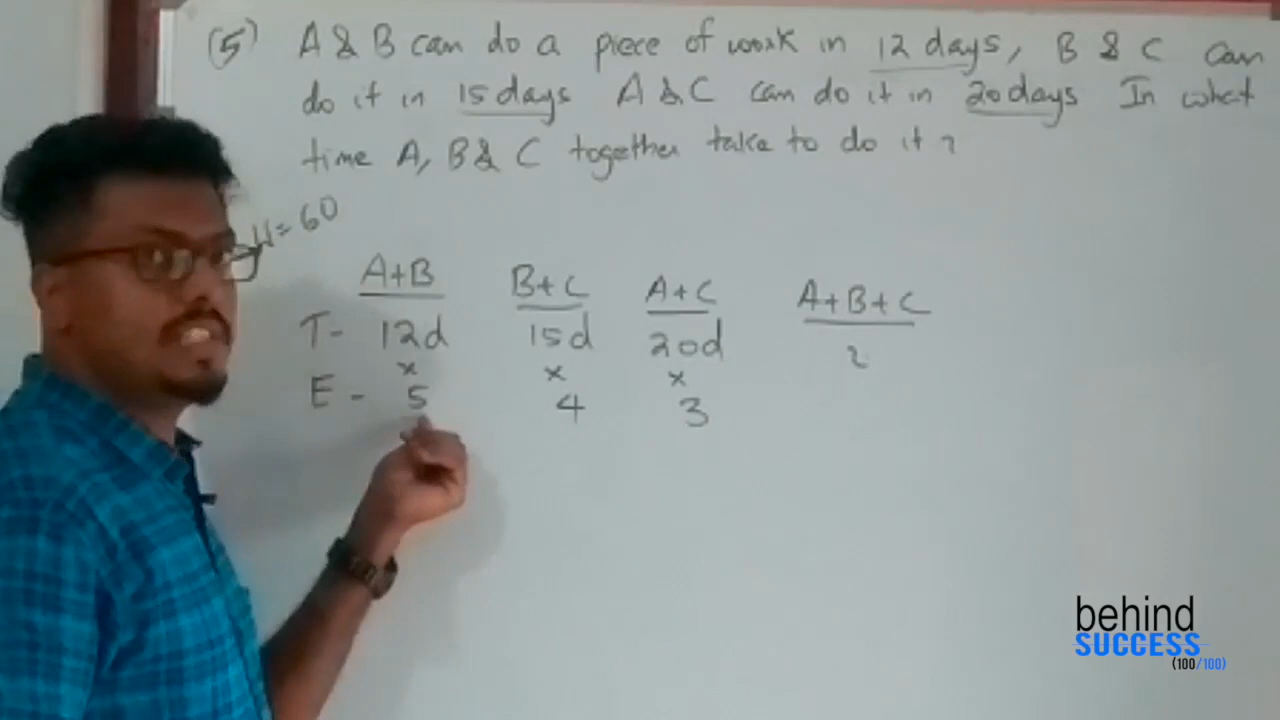 (5) A & B can do a piece of work in 12 days, B & C can
do it in 15 days A & C can do it in 20 days In what
time A, B & C together take to do it ?
W = 60
A+B B+C A+C A+B+C
T- 12d 15d 20d ?
x x x
E - 5 4 3
behind
SUCCESS
(100/100)